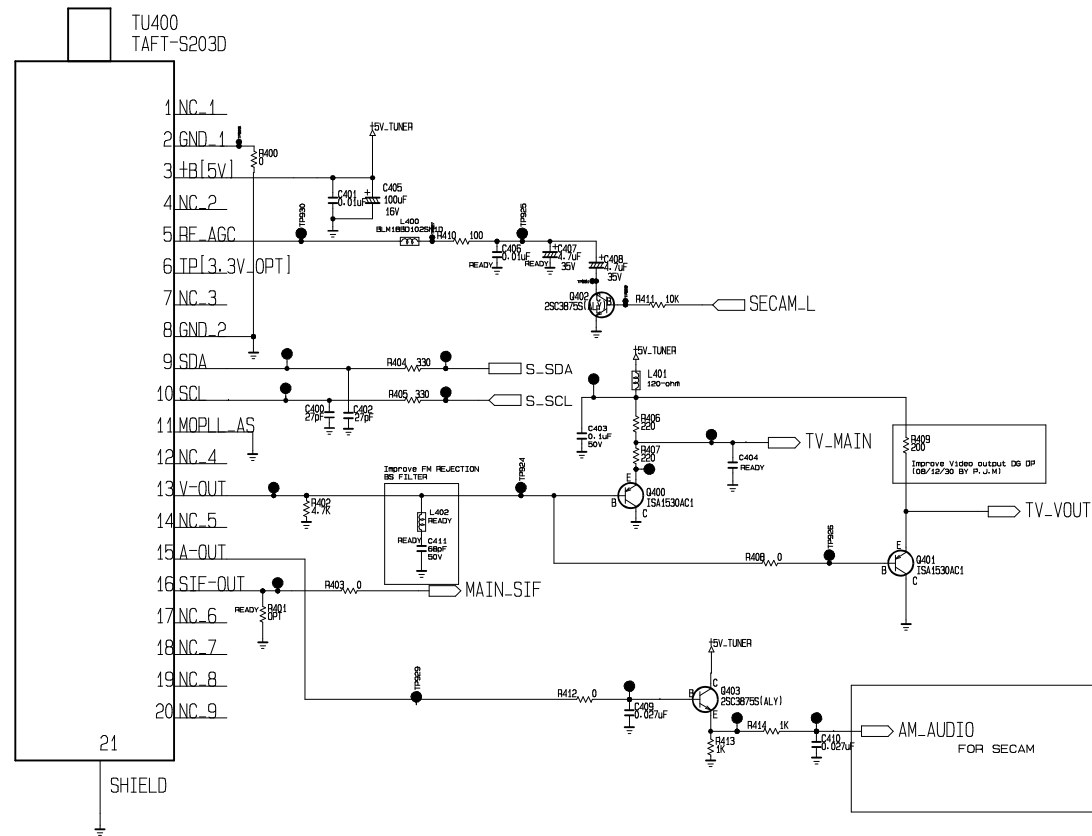 TU400
TAFT-S203D
1 NC_1
2 GND_1
3 +B[5V]
4 NC_2
5 RF_AGC
6 TP[3.3V_OPT]
7 NC_3
8 GND_2
9 SDA
10 SCL
11 MOPLL_AS
12 NC_4
13 V-OUT
14 NC_5
15 A-OUT
16 SIF-OUT
17 NC_6
18 NC_7
19 NC_8
20 NC_9
21
SHIELD
R400
0
+5V_TUNER
C401
0.01uF
C405
100uF
16V
TP930
L400
R410 100
TP925
C406
0.01uF
READY
C407
4.7uF
35V
READY
C408
4.7uF
35V
Q402
2SC3875S(ALY)
B
R411 10K
SECAM_L
R404 330
S_SDA
R405 330
S_SCL
C400
27pF
C402
27pF
+5V_TUNER
L401
120-ohm
C403
0.1uF
50V
R406
220
R407
220
TV_MAIN
C404
READY
R409
200
Improve Video output DG DP
(08/12/30 BY P.J.M)
TV_VOUT
Improve FM REJECTION
BS FILTER
L402
READY
READY
C411
68pF
50V
R402
4.7K
TP924
E
B
C
Q400
ISA1530AC1
R408 0
TP926
E
B
C
Q401
ISA1530AC1
READY
R401
OPT
R403 0
MAIN_SIF
TP929
R412 0
C409
0.027uF
+5V_TUNER
C
B
E
Q403
2SC3875S(ALY)
R413
1K
R414 1K
C410
0.027uF
AM_AUDIO
FOR SECAM